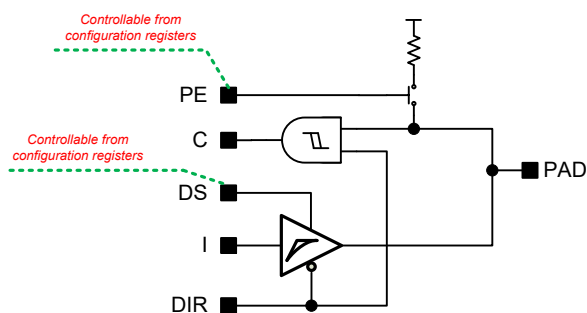 Controllable from
configuration registers
PE
C
Controllable from
configuration registers
DS
PAD
I
DIR